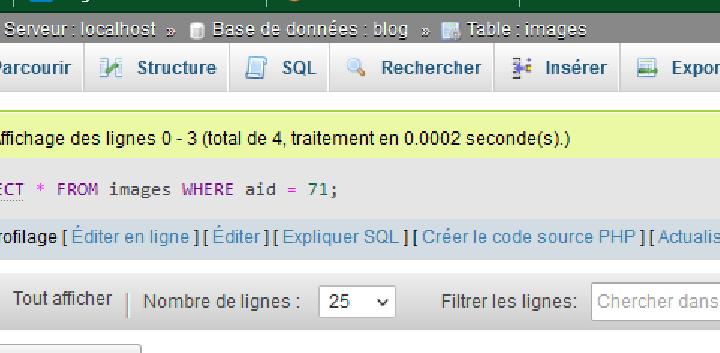 Serveur : localhost » Base de données : blog » Table : images
Parcourir Structure SQL Rechercher Insérer Expor
Affichage des lignes 0 - 3 (total de 4, traitement en 0.0002 seconde(s).)
ECT * FROM images WHERE aid = 71;
rofilage [ Éditer en ligne ] [ Éditer ] [ Expliquer SQL ] [ Créer le code source PHP ] [ Actualis
Tout afficher | Nombre de lignes : 25 Filtrer les lignes: Chercher dans